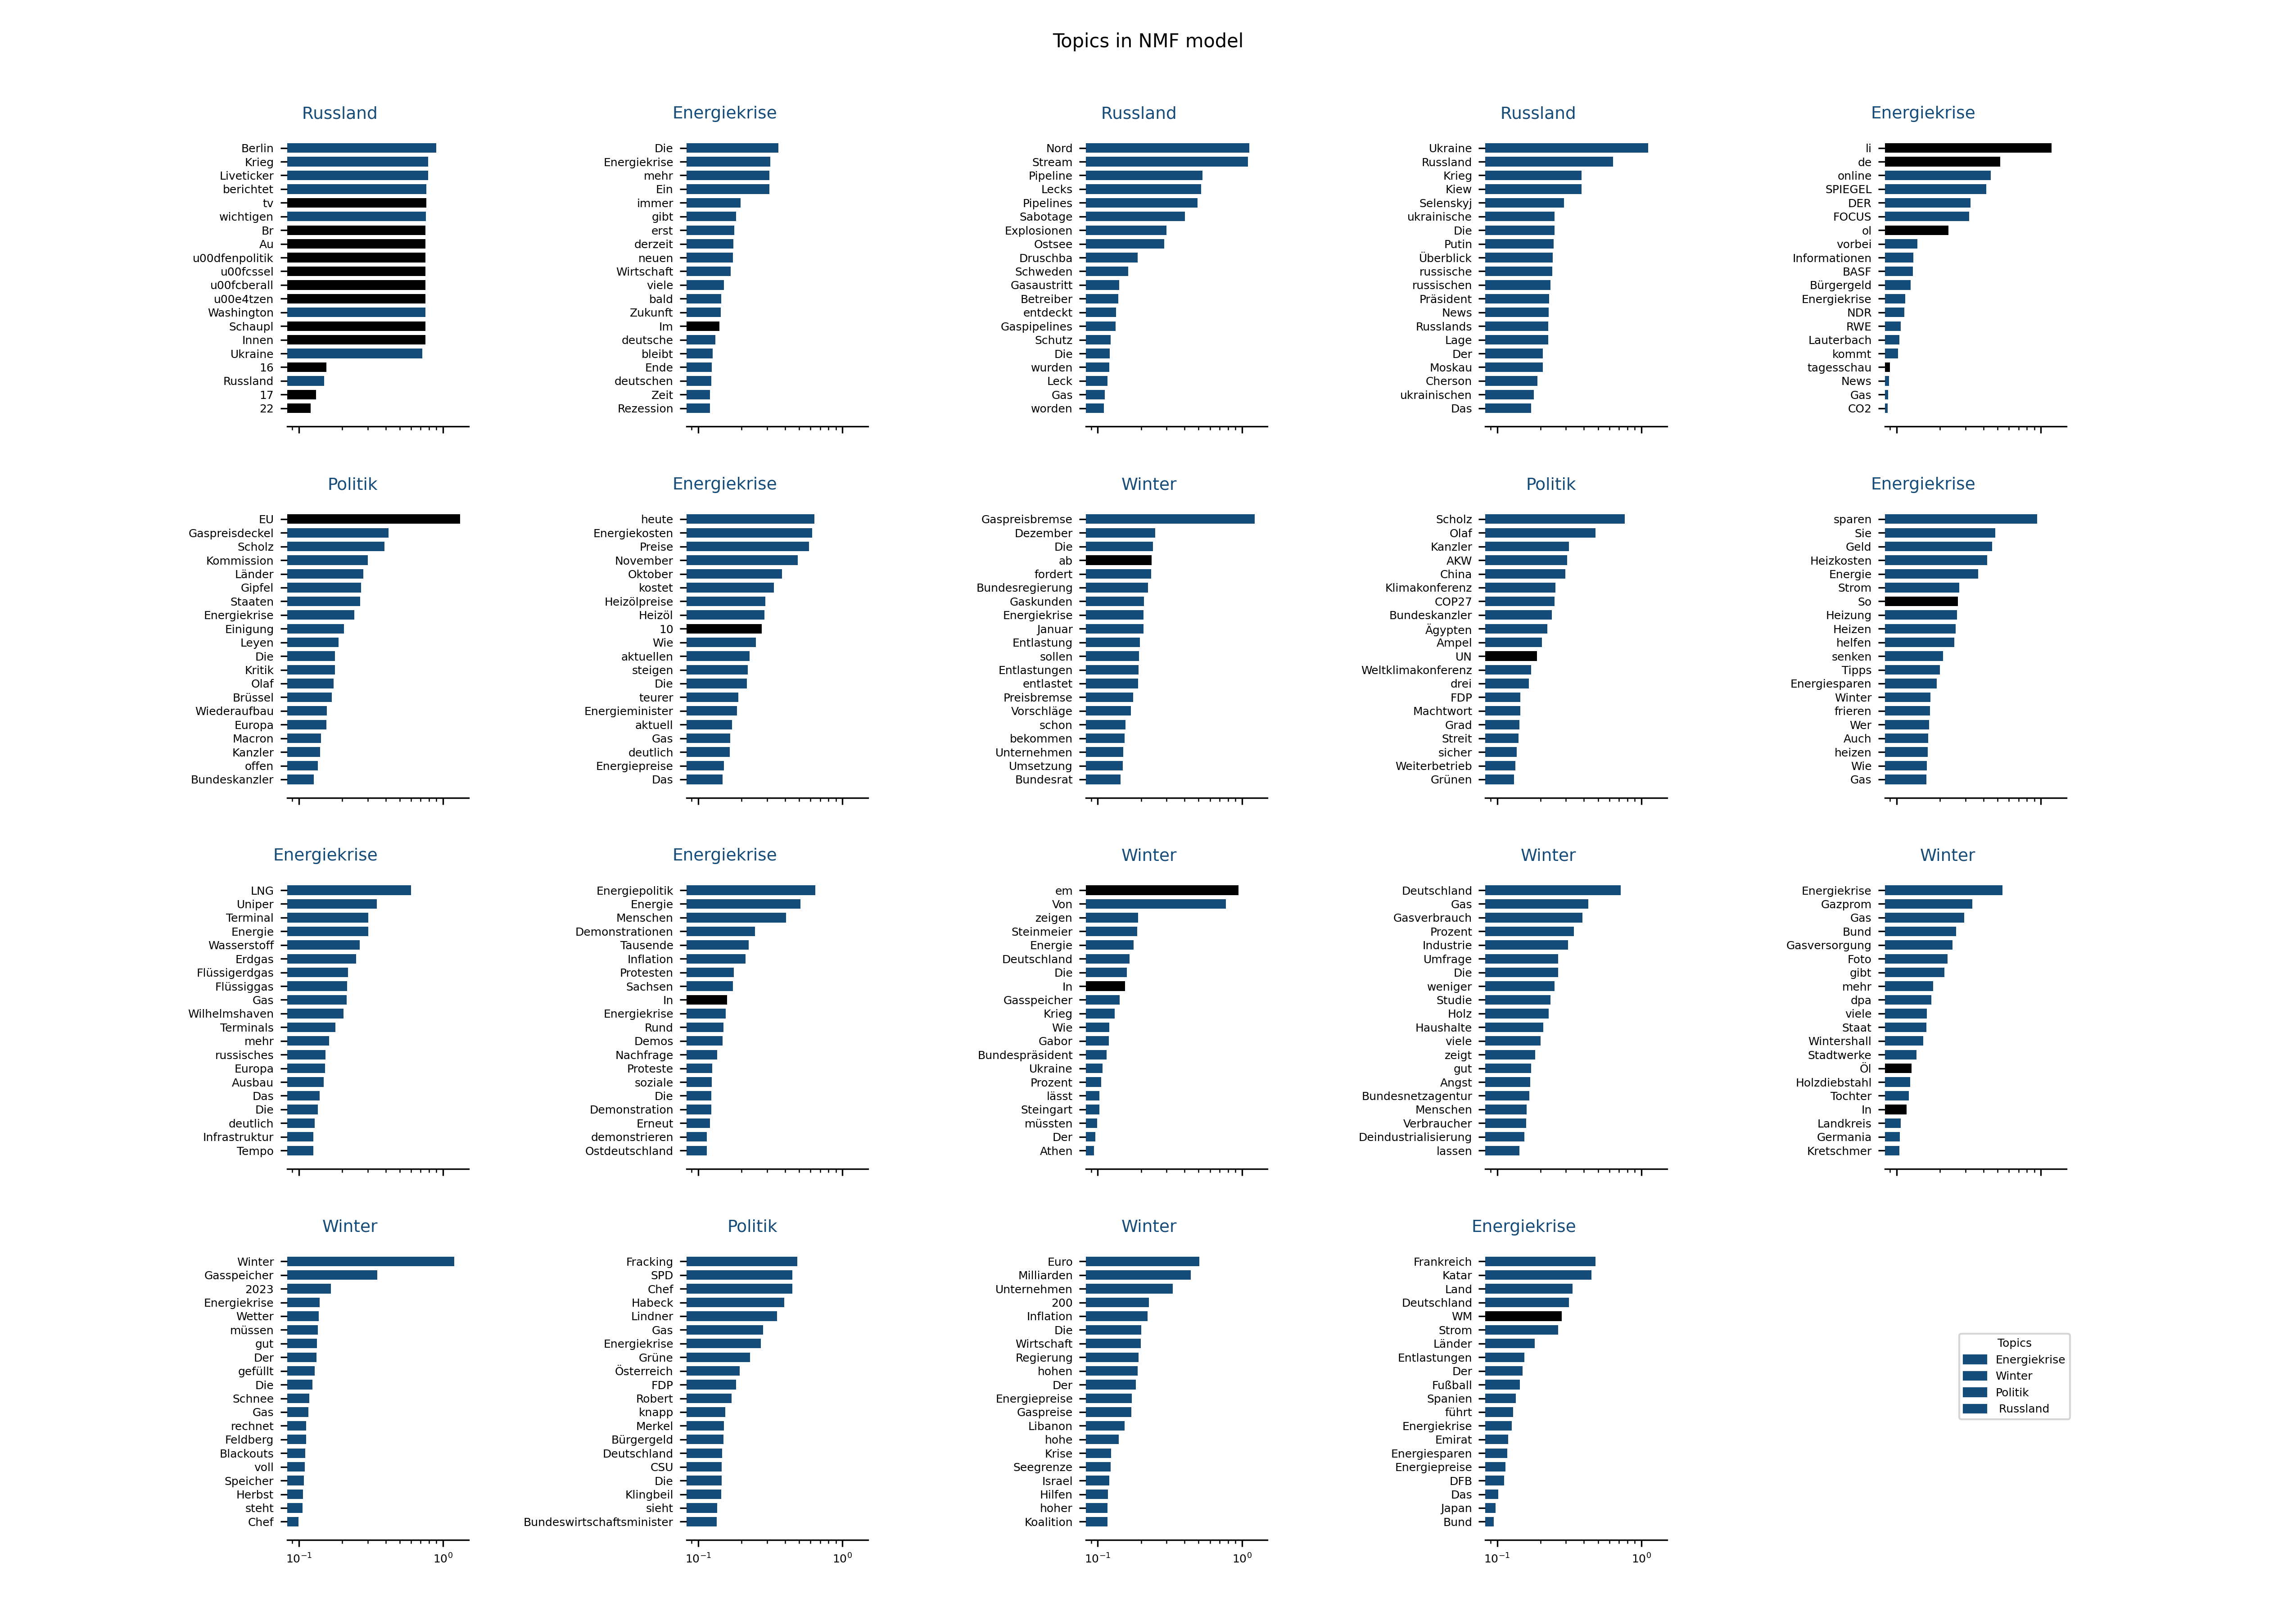 Topics in NMF model
Russland
Berlin
Krieg
Liveticker
berichtet
tv
wichtigen
Br
Au
u00dfenpolitik
u00fcssel
u00fcberall
u00e4tzen
Washington
Schaupl
Innen
Ukraine
16
Russland
17
22
Energiekrise
Die
Energiekrise
mehr
Ein
immer
gibt
erst
derzeit
neuen
Wirtschaft
viele
bald
Zukunft
Im
deutsche
bleibt
Ende
deutschen
Zeit
Rezession
Russland
Nord
Stream
Pipeline
Lecks
Pipelines
Sabotage
Explosionen
Ostsee
Druschba
Schweden
Gasaustritt
Betreiber
entdeckt
Gaspipelines
Schutz
Die
wurden
Leck
Gas
worden
Russland
Ukraine
Russland
Krieg
Kiew
Selenskyj
ukrainische
Die
Putin
Überblick
russische
russischen
Präsident
News
Russlands
Lage
Der
Moskau
Cherson
ukrainischen
Das
Energiekrise
li
de
online
SPIEGEL
DER
FOCUS
ol
vorbei
Informationen
BASF
Bürgergeld
Energiekrise
NDR
RWE
Lauterbach
kommt
tagesschau
News
Gas
CO2
Politik
EU
Gaspreisdeckel
Scholz
Kommission
Länder
Gipfel
Staaten
Energiekrise
Einigung
Leyen
Die
Kritik
Olaf
Brüssel
Wiederaufbau
Europa
Macron
Kanzler
offen
Bundeskanzler
Energiekrise
heute
Energiekosten
Preise
November
Oktober
kostet
Heizölpreise
Heizöl
10
Wie
aktuellen
steigen
Die
teurer
Energieminister
aktuell
Gas
deutlich
Energiepreise
Das
Winter
Gaspreisbremse
Dezember
Die
ab
fordert
Bundesregierung
Gaskunden
Energiekrise
Januar
Entlastung
sollen
Entlastungen
entlastet
Preisbremse
Vorschläge
schon
bekommen
Unternehmen
Umsetzung
Bundesrat
Politik
Scholz
Olaf
Kanzler
AKW
China
Klimakonferenz
COP27
Bundeskanzler
Ägypten
Ampel
UN
Weltklimakonferenz
drei
FDP
Machtwort
Grad
Streit
sicher
Weiterbetrieb
Grünen
Energiekrise
sparen
Sie
Geld
Heizkosten
Energie
Strom
So
Heizung
Heizen
helfen
senken
Tipps
Energiesparen
Winter
frieren
Wer
Auch
heizen
Wie
Gas
Energiekrise
LNG
Uniper
Terminal
Energie
Wasserstoff
Erdgas
Flüssigerdgas
Flüssiggas
Gas
Wilhelmshaven
Terminals
mehr
russisches
Europa
Ausbau
Das
Die
deutlich
Infrastruktur
Tempo
Energiekrise
Energiepolitik
Energie
Menschen
Demonstrationen
Tausende
Inflation
Protesten
Sachsen
In
Energiekrise
Rund
Demos
Nachfrage
Proteste
soziale
Die
Demonstration
Erneut
demonstrieren
Ostdeutschland
Winter
em
Von
zeigen
Steinmeier
Energie
Deutschland
Die
In
Gasspeicher
Krieg
Wie
Gabor
Bundespräsident
Ukraine
Prozent
lässt
Steingart
müssten
Der
Athen
Winter
Deutschland
Gas
Gasverbrauch
Prozent
Industrie
Umfrage
Die
weniger
Studie
Holz
Haushalte
viele
zeigt
gut
Angst
Bundesnetzagentur
Menschen
Verbraucher
Deindustrialisierung
lassen
Winter
Energiekrise
Gazprom
Gas
Bund
Gasversorgung
Foto
gibt
mehr
dpa
viele
Staat
Wintershall
Stadtwerke
Öl
Holzdiebstahl
Tochter
In
Landkreis
Germania
Kretschmer
Winter
Winter
Gasspeicher
2023
Energiekrise
Wetter
müssen
gut
Der
gefüllt
Die
Schnee
Gas
rechnet
Feldberg
Blackouts
voll
Speicher
Herbst
steht
Chef
10⁻¹ 10⁰
Politik
Fracking
SPD
Chef
Habeck
Lindner
Gas
Energiekrise
Grüne
Österreich
FDP
Robert
knapp
Merkel
Bürgergeld
Deutschland
CSU
Die
Klingbeil
sieht
Bundeswirtschaftsminister
10⁻¹ 10⁰
Winter
Euro
Milliarden
Unternehmen
200
Inflation
Die
Wirtschaft
Regierung
hohen
Der
Energiepreise
Gaspreise
Libanon
hohe
Krise
Seegrenze
Israel
Hilfen
hoher
Koalition
10⁻¹ 10⁰
Energiekrise
Frankreich
Katar
Land
Deutschland
WM
Strom
Länder
Entlastungen
Der
Fußball
Spanien
führt
Energiekrise
Emirat
Energiesparen
Energiepreise
DFB
Das
Japan
Bund
10⁻¹ 10⁰
Topics
Energiekrise
Winter
Politik
Russland